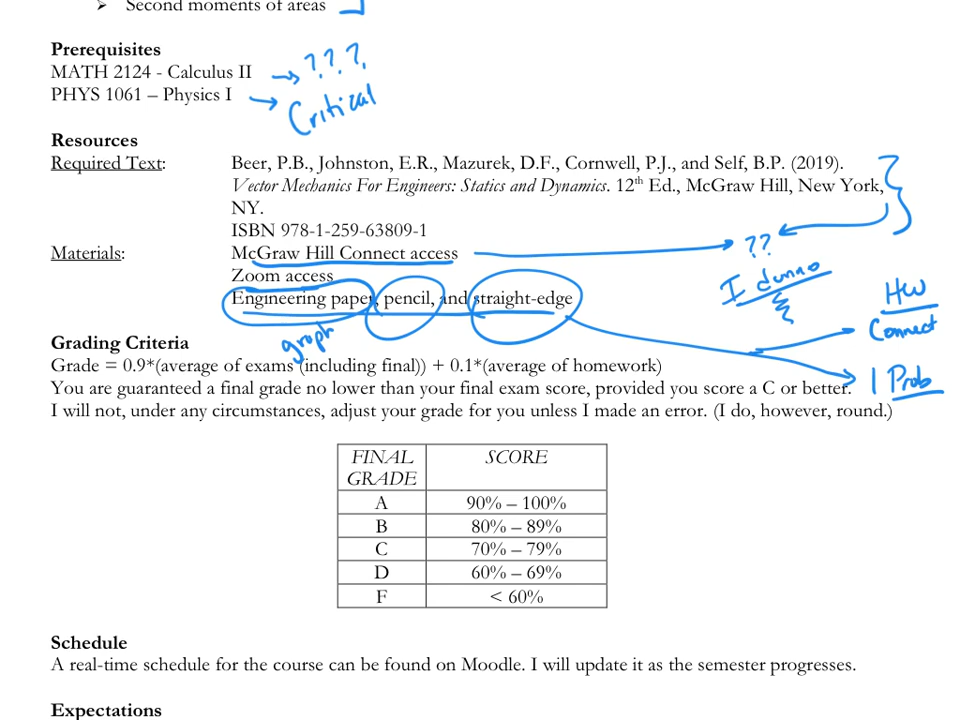 ➤ Second moments of areas
Prerequisites
MATH 2124 - Calculus II
???
PHYS 1061 – Physics I
Critical
Resources
Required Text: Beer, P.B., Johnston, E.R., Mazurek, D.F., Cornwell, P.J., and Self, B.P. (2019).
Vector Mechanics For Engineers: Statics and Dynamics. 12th Ed., McGraw Hill, New York,
NY.
ISBN 978-1-259-63809-1
Materials: McGraw Hill Connect access
??
I dunno
Zoom access
Engineering paper, pencil, and straight-edge
graph
HW
Connect
1 Prob
Grading Criteria
Grade = 0.9*(average of exams (including final)) + 0.1*(average of homework)
You are guaranteed a final grade no lower than your final exam score, provided you score a C or better.
I will not, under any circumstances, adjust your grade for you unless I made an error. (I do, however, round.)
FINAL GRADE SCORE
A 90% – 100%
B 80% – 89%
C 70% – 79%
D 60% – 69%
F < 60%
Schedule
A real-time schedule for the course can be found on Moodle. I will update it as the semester progresses.
Expectations